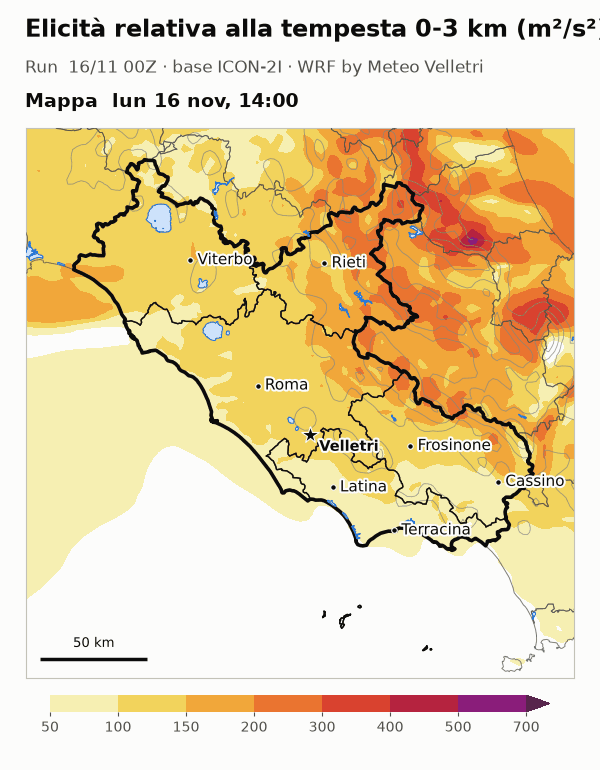 Elicità relativa alla tempesta 0-3 km (m²/s²)
Run 16/11 00Z · base ICON-2I · WRF by Meteo Velletri
Mappa lun 16 nov, 14:00
Viterbo
Rieti
Roma
Velletri
Frosinone
Cassino
Latina
Terracina
50 km
50 100 150 200 300 400 500 700